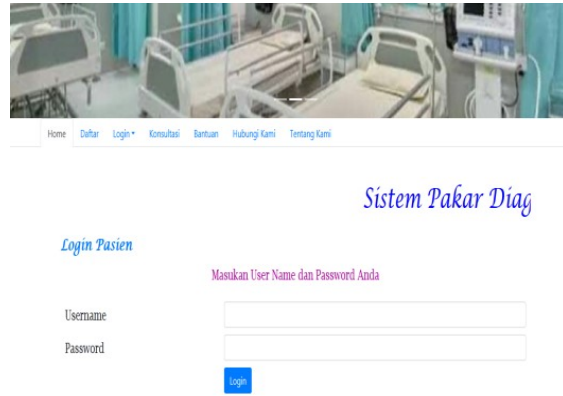 Home Daftar Login Konsultasi Bantuan Hubungi Kami Tentang Kami
Sistem Pakar Diag
Login Pasien
Masukan User Name dan Password Anda
Username
Password
Login